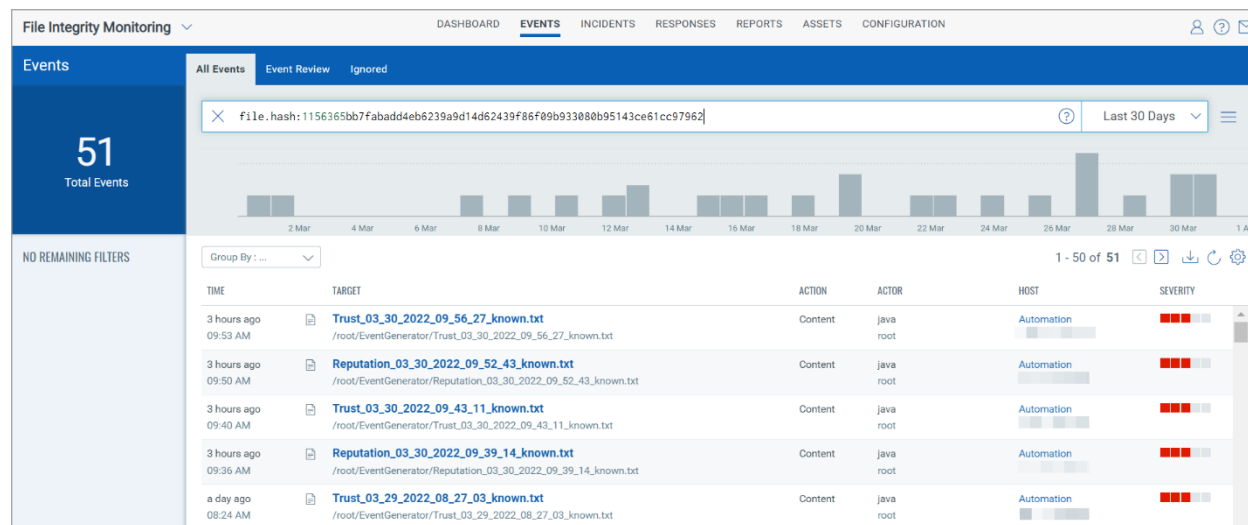 File Integrity Monitoring
DASHBOARD EVENTS INCIDENTS RESPONSES REPORTS ASSETS CONFIGURATION
Events
All Events Event Review Ignored
file.hash:1156365bb7fabadd4eb6239a9d14d62439f86f09b933080b95143ce61cc97962
Last 30 Days
51
Total Events
2 Mar 4 Mar 6 Mar 8 Mar 10 Mar 12 Mar 14 Mar 16 Mar 18 Mar 20 Mar 22 Mar 24 Mar 26 Mar 28 Mar 30 Mar 1 A
NO REMAINING FILTERS
Group By : ...
1 - 50 of 51
TIME TARGET ACTION ACTOR HOST SEVERITY
3 hours ago Trust_03_30_2022_09_56_27_known.txt Content java Automation
09:53 AM /root/EventGenerator/Trust_03_30_2022_09_56_27_known.txt root
3 hours ago Reputation_03_30_2022_09_52_43_known.txt Content java Automation
09:50 AM /root/EventGenerator/Reputation_03_30_2022_09_52_43_known.txt root
3 hours ago Trust_03_30_2022_09_43_11_known.txt Content java Automation
09:40 AM /root/EventGenerator/Trust_03_30_2022_09_43_11_known.txt root
3 hours ago Reputation_03_30_2022_09_39_14_known.txt Content java Automation
09:36 AM /root/EventGenerator/Reputation_03_30_2022_09_39_14_known.txt root
a day ago Trust_03_29_2022_08_27_03_known.txt Content java Automation
08:24 AM /root/EventGenerator/Trust_03_29_2022_08_27_03_known.txt root